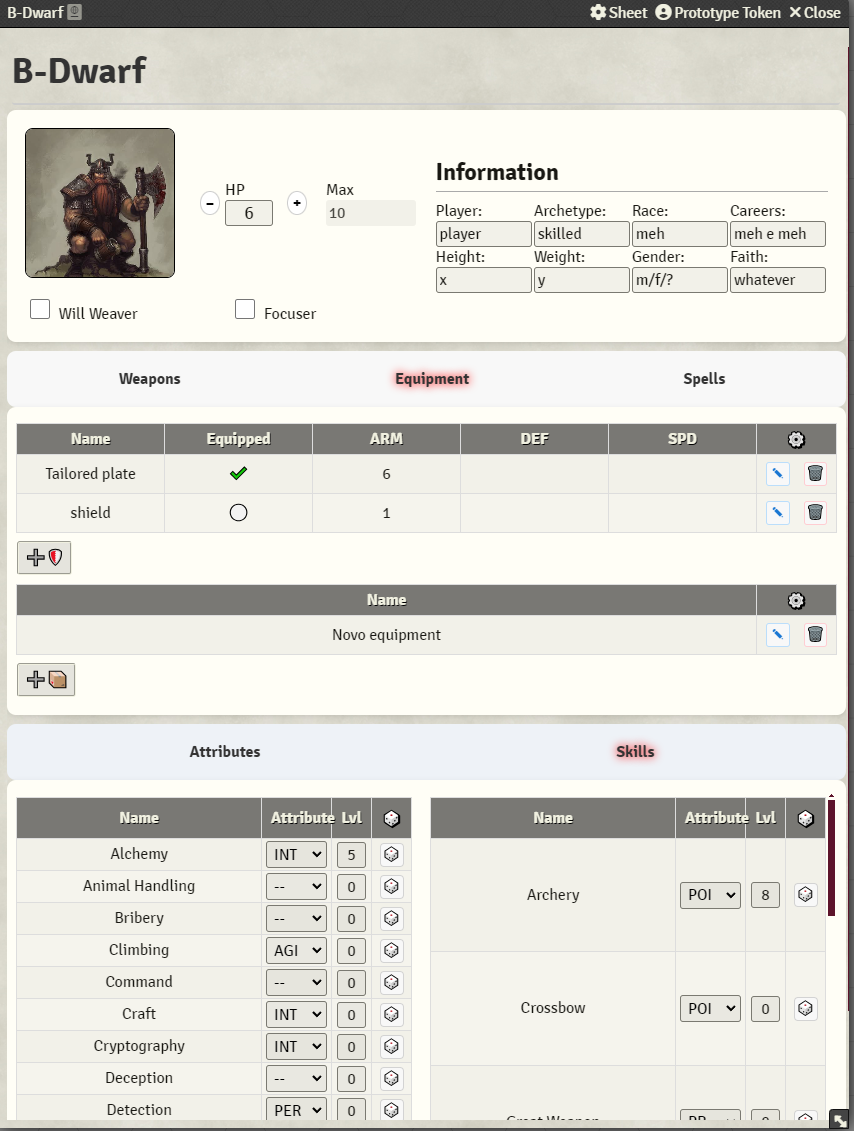 B-Dwarf Sheet Prototype Token Close
B-Dwarf
HP Max
6 10
Will Weaver Focuser
Information
Player: Archetype: Race: Careers:
player skilled meh meh e meh
Height: Weight: Gender: Faith:
x y m/f/? whatever
Weapons Equipment Spells
Name Equipped ARM DEF SPD
Tailored plate 6
shield 1
Name
Novo equipment
Attributes Skills
Name Attribute Lvl
Alchemy INT 5
Animal Handling -- 0
Bribery -- 0
Climbing AGI 0
Command -- 0
Craft INT 0
Cryptography INT 0
Deception -- 0
Detection PER 0
Name Attribute Lvl
Archery POI 8
Crossbow POI 0
Great Weapon